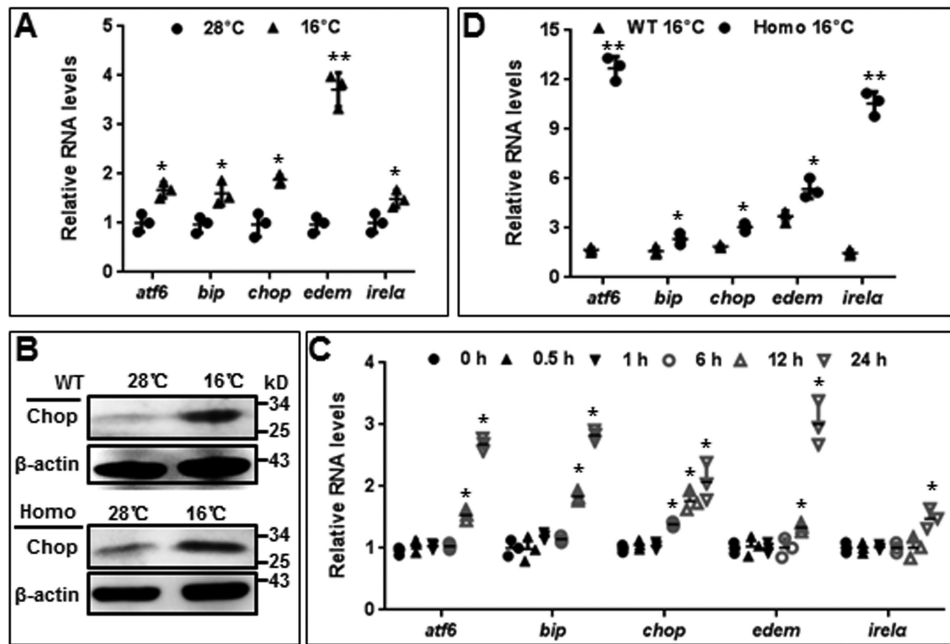 A
28°C 16°C
Relative RNA levels
5
4
3
2
1
0
* * * ** *
atf6 bip chop edem irelα
D
WT 16°C Homo 16°C
Relative RNA levels
15
12
9
6
3
0
** * * * **
atf6 bip chop edem irelα
B
WT 28℃ 16℃ kD
Chop
34
25
β-actin
43
Homo 28℃ 16℃
Chop
34
25
β-actin
43
C
0 h 0.5 h 1 h 6 h 12 h 24 h
Relative RNA levels
4
3
2
1
0
* * * * * * * * * *
atf6 bip chop edem irelα